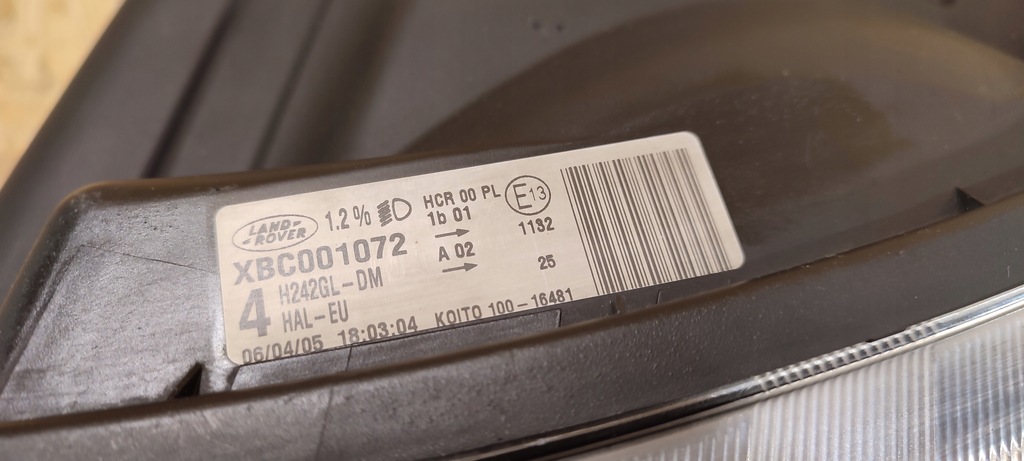 LAND-
-ROVER
1.2%
HCR 00 PL
E13
1b 01
→
1132
XBC001072
A 02
→
25
4
H242GL-DM
HAL-EU
06/04/05 18:03:04 KOITO 100-16481